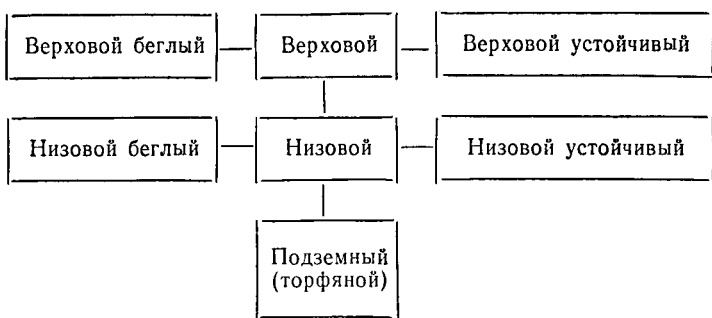 Верховой беглый
Верховой
Верховой устойчивый
Низовой беглый
Низовой
Низовой устойчивый
Подземный
(торфяной)